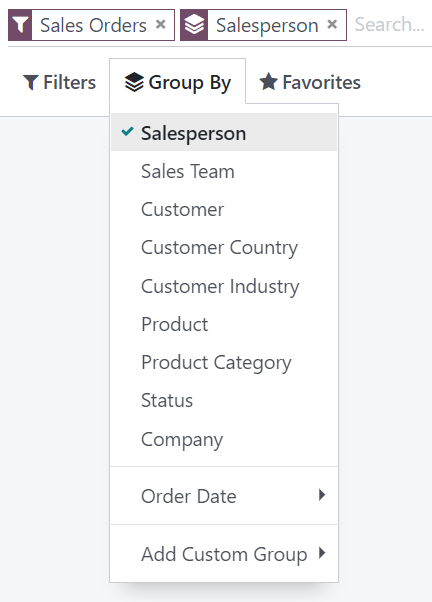 Sales Orders × Salesperson × Search...
Filters Group By Favorites
Salesperson
Sales Team
Customer
Customer Country
Customer Industry
Product
Product Category
Status
Company
Order Date
Add Custom Group